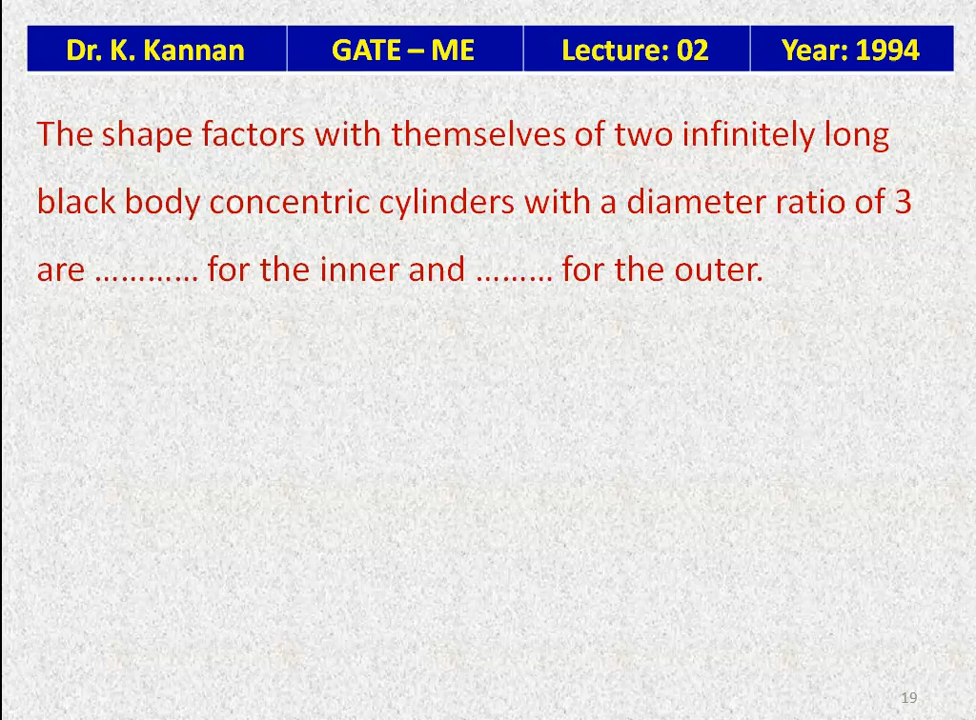 Dr. K. Kannan GATE – ME Lecture: 02 Year: 1994
The shape factors with themselves of two infinitely long
black body concentric cylinders with a diameter ratio of 3
are ………… for the inner and ……… for the outer.
19